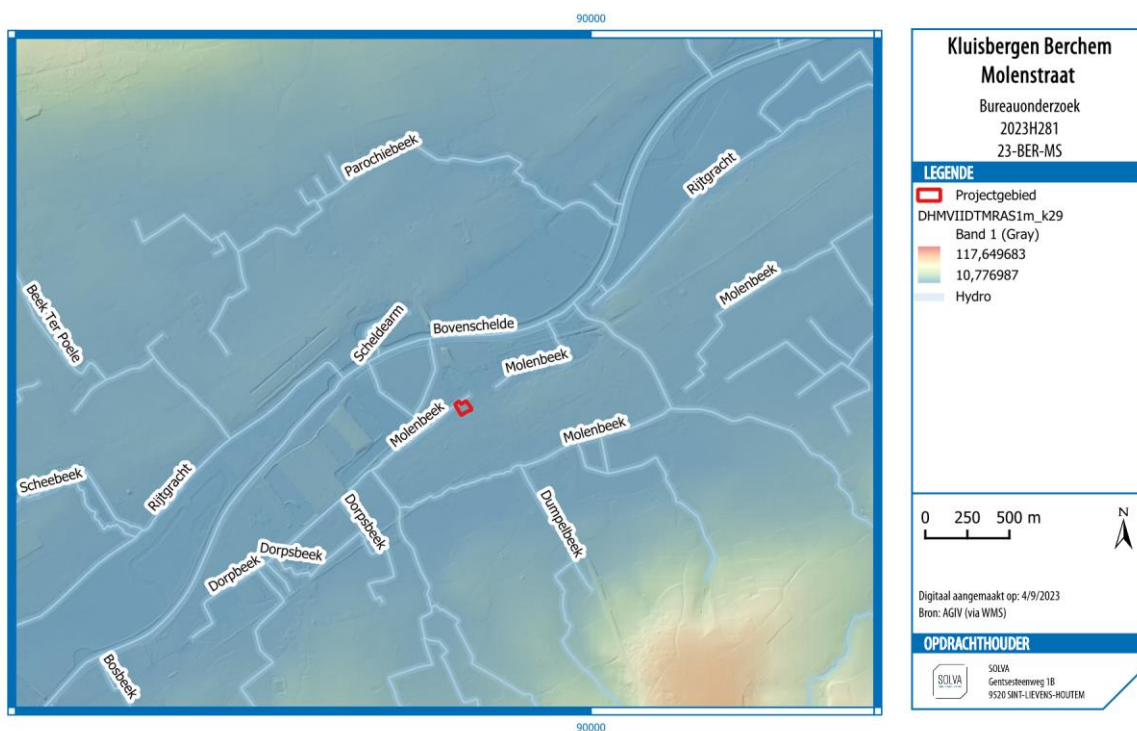 90000
Parochiebeek
Rijtgracht
Molenbeek
Beek Ter Poele
Scheldearm
Bovenschelde
Molenbeek
Molenbeek
Molenbeek
Scheebeek
Rijtgracht
Dorpsbeek
Dumpelbeek
Dorpsbeek
Dorpbeek
Bosbeek
90000
Kluisbergen Berchem
Molenstraat
Bureauonderzoek
2023H281
23-BER-MS
LEGENDE
Projectgebied
DHMVIIDTMRAS1m_k29
Band 1 (Gray)
117,649683
10,776987
Hydro
0 250 500 m
N
Digitaal aangemaakt op: 4/9/2023
Bron: AGIV (via WMS)
OPDRACHTHOUDER
SOLVA
SOLVA
Gentsesteenweg 1B
9520 SINT-LIEVENS-HOUTEM